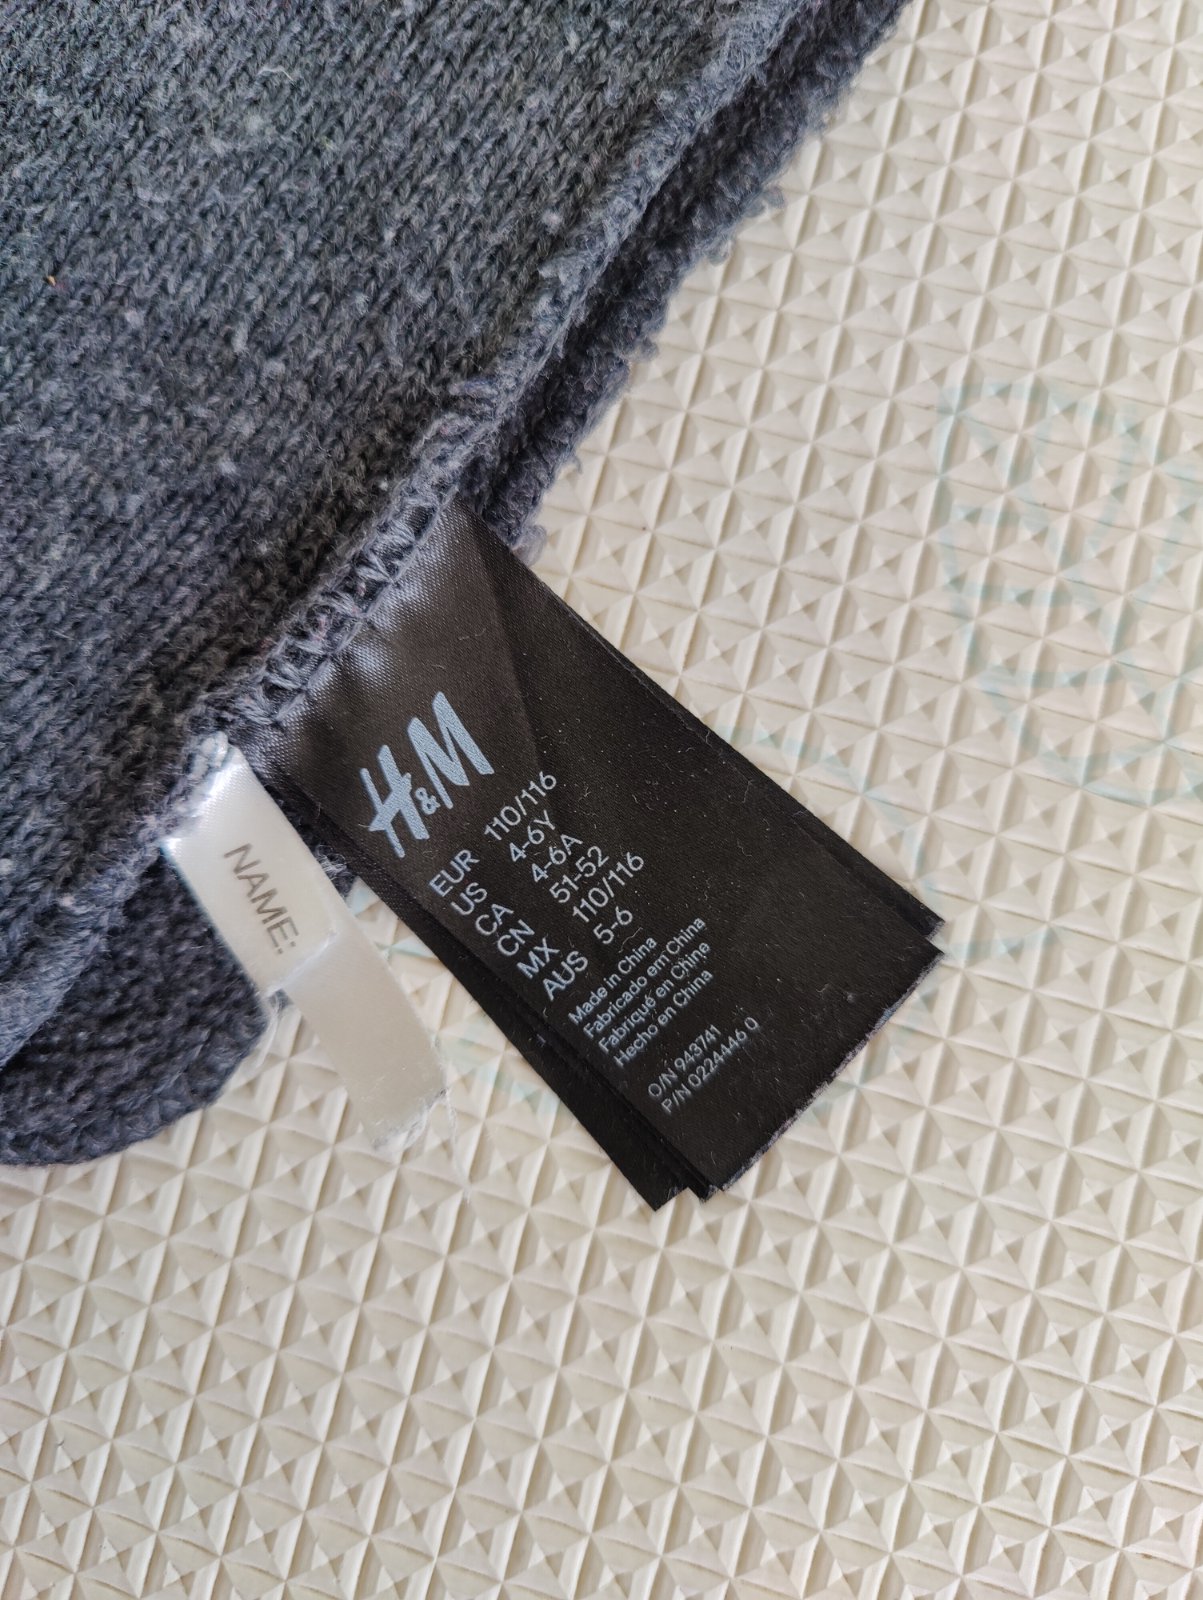 NAME:
H&M
EUR 110/116
US 4-6Y
CA 4-6A
CN 51-52
MX 110/116
AUS 5-6
Made in China
Fabricado em China
Fabriqué en Chine
Hecho en China
O/N 943741
P/N 0224446 0